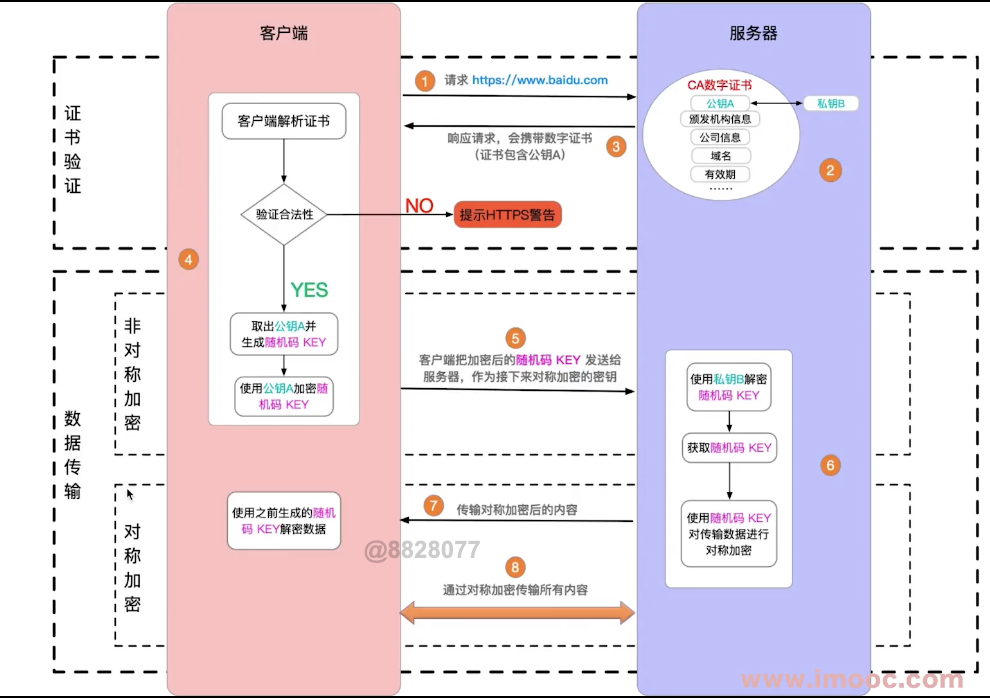 客户端
服务器
证书验证
1
请求 https://www.baidu.com
CA数字证书
公钥A
私钥B
颁发机构信息
公司信息
域名
有效期
······
2
响应请求，会携带数字证书
（证书包含公钥A）
3
客户端解析证书
验证合法性
NO
提示HTTPS警告
4
YES
数据传输
非对称加密
取出公钥A并
生成随机码 KEY
使用公钥A加密随
机码 KEY
5
客户端把加密后的随机码 KEY 发送给
服务器，作为接下来对称加密的密钥
使用私钥B解密
随机码 KEY
获取随机码 KEY
6
使用随机码 KEY
对传输数据进行
对称加密
对称加密
使用之前生成的随机
码 KEY解密数据
7
传输对称加密后的内容
@8828077
8
通过对称加密传输所有内容
www.imooc.com